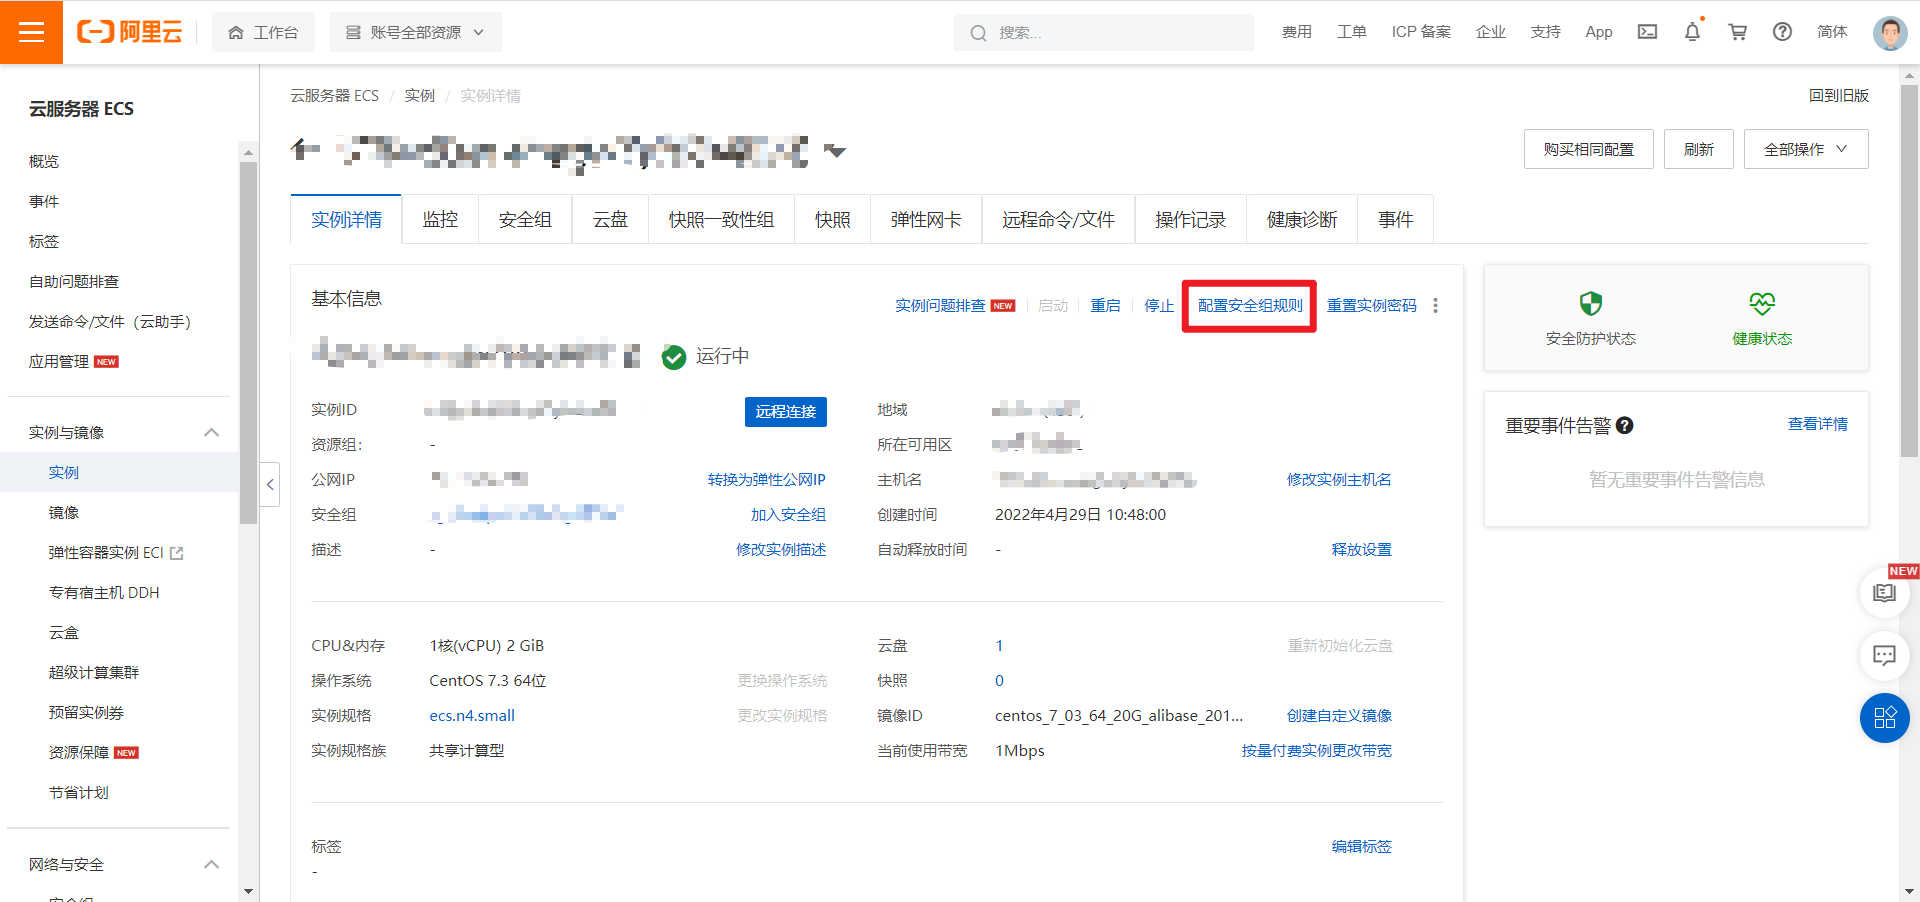 阿里云
工作台
账号全部资源
搜索...
费用
工单
ICP 备案
企业
支持
App
简体
云服务器 ECS
概览
事件
标签
自助问题排查
发送命令/文件（云助手）
应用管理 NEW
实例与镜像
实例
镜像
弹性容器实例 ECI
专有宿主机 DDH
云盒
超级计算集群
预留实例券
资源保障 NEW
节省计划
网络与安全
云服务器 ECS / 实例 / 实例详情
回到旧版
购买相同配置
刷新
全部操作
实例详情
监控
安全组
云盘
快照一致性组
快照
弹性网卡
远程命令/文件
操作记录
健康诊断
事件
基本信息
实例问题排查 NEW
启动
重启
停止
配置安全组规则
重置实例密码
运行中
实例ID
远程连接
地域
资源组: -
所在可用区
公网IP
转换为弹性公网IP
主机名
修改实例主机名
安全组
加入安全组
创建时间 2022年4月29日 10:48:00
描述 -
修改实例描述
自动释放时间 -
释放设置
CPU&内存 1核(vCPU) 2 GiB
云盘 1
重新初始化云盘
操作系统 CentOS 7.3 64位
更换操作系统
快照 0
实例规格 ecs.n4.small
更改实例规格
镜像ID centos_7_03_64_20G_alibase_201...
创建自定义镜像
实例规格族 共享计算型
当前使用带宽 1Mbps
按量付费实例更改带宽
标签
编辑标签
-
安全防护状态
健康状态
重要事件告警
查看详情
暂无重要事件告警信息
NEW